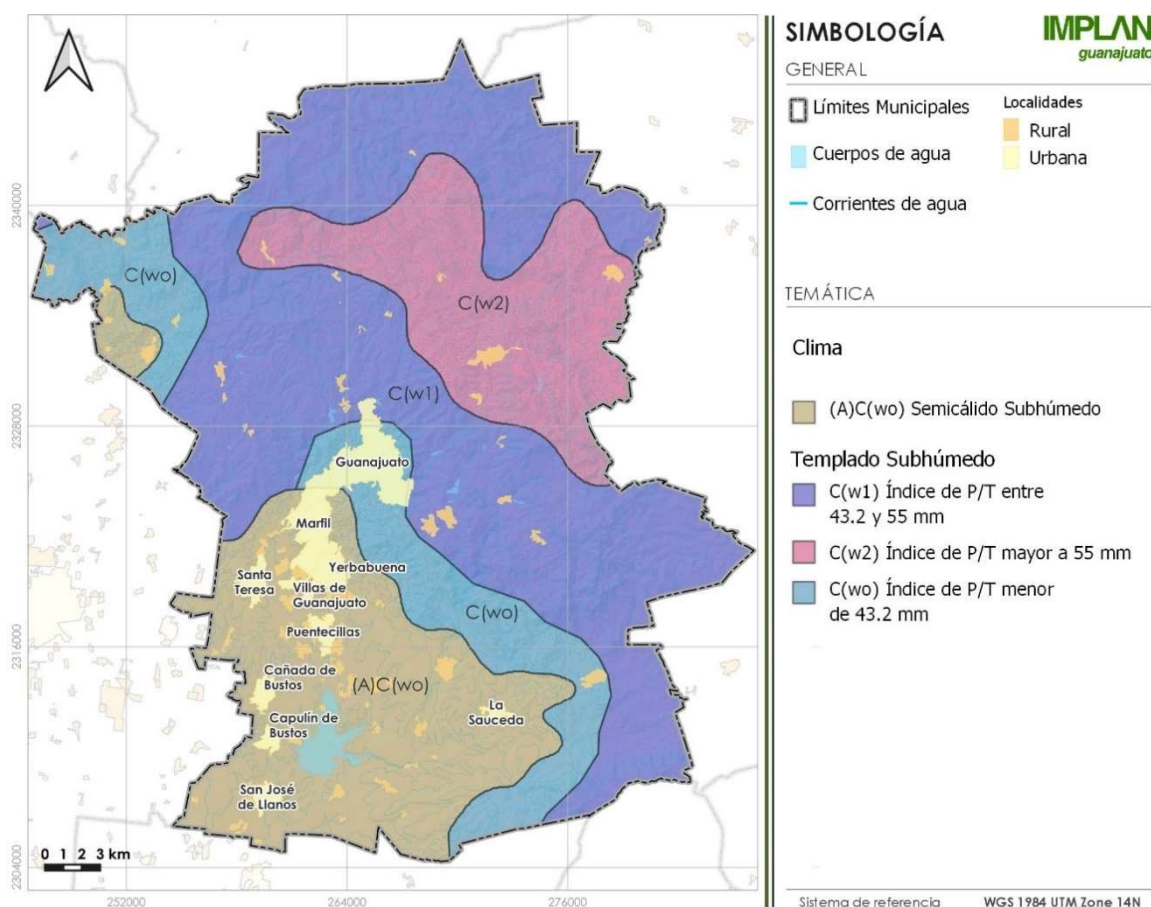 SIMBOLOGÍA
IMPLAN
guanajuato
GENERAL
Límites Municipales
Cuerpos de agua
Corrientes de agua
Localidades
Rural
Urbana
TEMÁTICA
Clima
(A)C(wo) Semicálido Subhúmedo
Templado Subhúmedo
C(w1) Índice de P/T entre
43.2 y 55 mm
C(w2) Índice de P/T mayor a 55 mm
C(wo) Índice de P/T menor
de 43.2 mm
Sistema de referencia
WGS 1984 UTM Zone 14N
2340000
2328000
2316000
2304000
252000
264000
276000
0 1 2 3 km
C(wo)
C(w2)
C(w1)
Guanajuato
Marfil
Yerbabuena
Santa
Teresa
Villas de
Guanajuato
C(wo)
Puentecillas
Cañada de
Bustos
(A)C(wo)
La
Sauceda
Capulín de
Bustos
San José
de Llanos